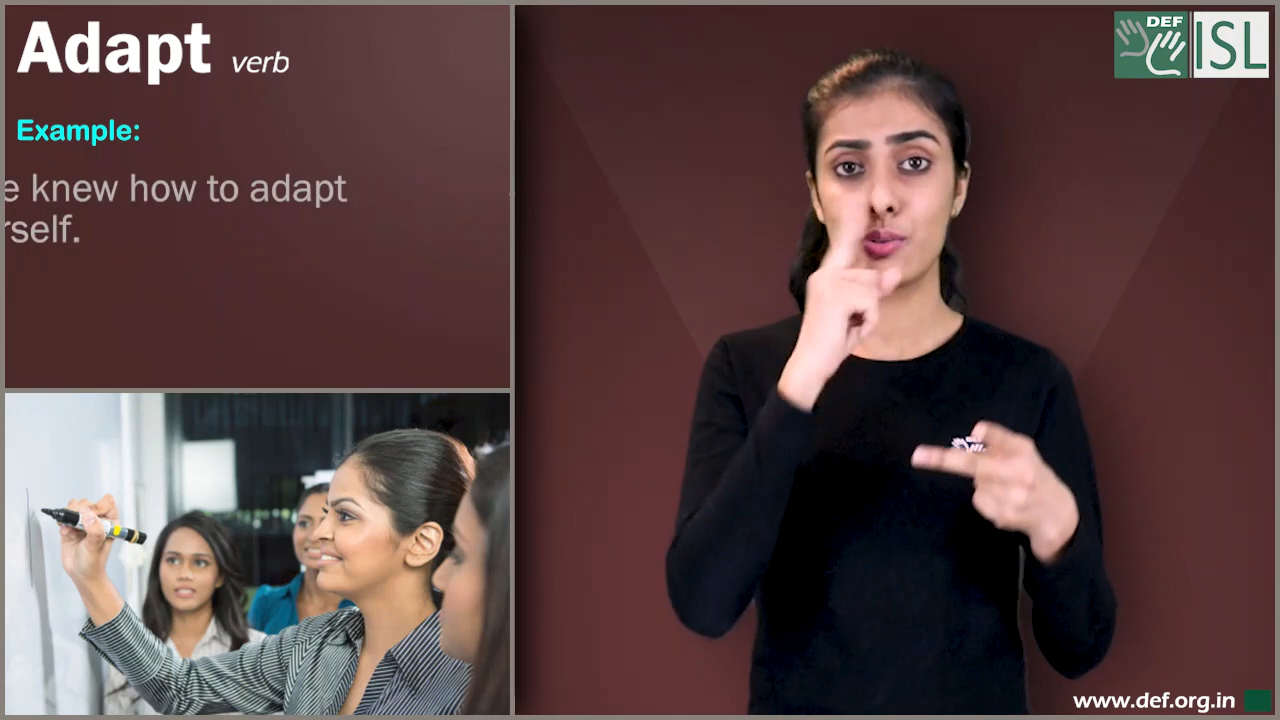 Adapt verb
Example:
e knew how to adapt
rself.
DEF
ISL
www.def.org.in